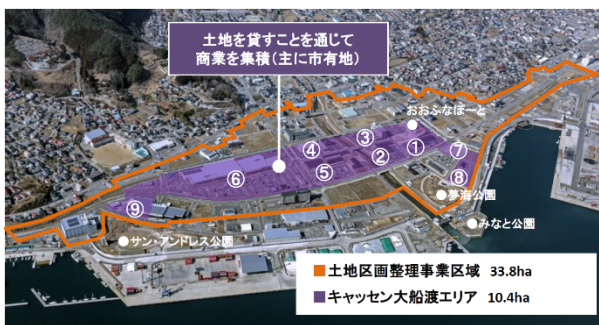 土地を貸すことを通じて
商業を集積(主に市有地)
おおふなぽーと
③
④
①
②
⑦
⑤
⑥
⑧
夢海公園
⑨
みなと公園
サン・アンドレス公園
土地区画整理事業区域 33.8ha
キャッセン大船渡エリア 10.4ha